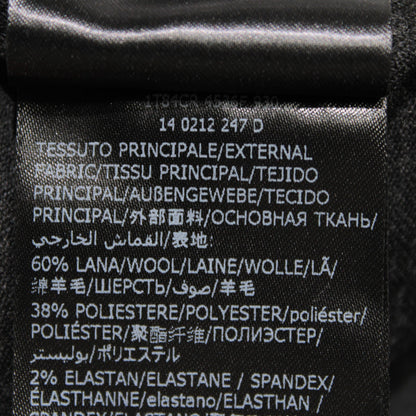 14 0212 247 D
TESSUTO PRINCIPALE/EXTERNAL
FABRIC/TISSU PRINCIPAL/TEJIDO
PRINCIPAL/AUßENGEWEBE/TECIDO
PRINCIPAL/外部面料/ОСНОВНАЯ ТКАНЬ/
القماش الخارجي/表地:
60% LANA/WOOL/LAINE/WOLLE/LÃ/
绵羊毛/ШЕРСТЬ/صوف/羊毛
38% POLIESTERE/POLYESTER/poliéster/
POLIÉSTER/聚酯纤维/ПОЛИЭСТЕР/
بوليستر/ポリエステル
2% ELASTAN/ELASTANE / SPANDEX/
ÉLASTHANNE/elastano/ELASTHAN /
SPANDEX/ELASTANO/